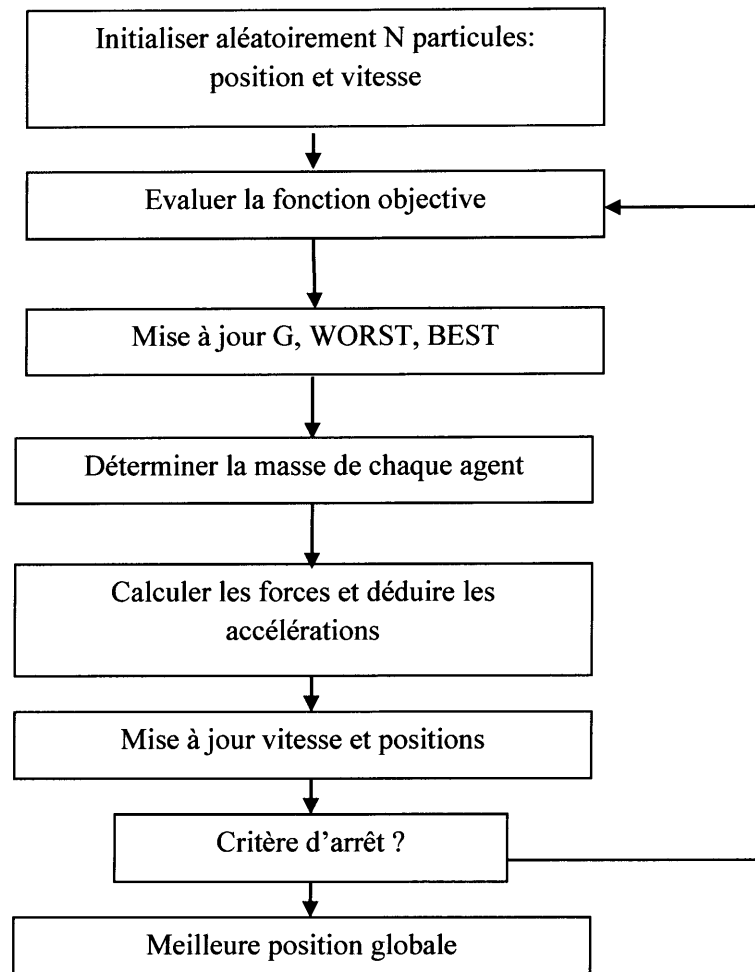 Initialiser aléatoirement N particules:
position et vitesse
Evaluer la fonction objective
Mise à jour G, WORST, BEST
Déterminer la masse de chaque agent
Calculer les forces et déduire les
accélérations
Mise à jour vitesse et positions
Critère d'arrêt ?
Meilleure position globale